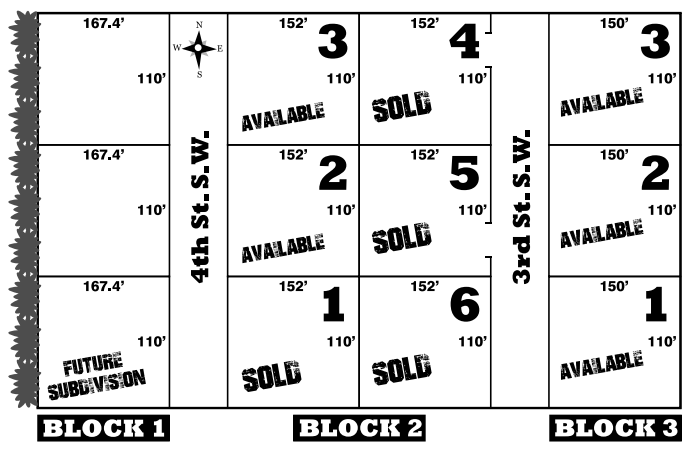 167.4'
110'
N
W E
S
152'
3
110'
AVAILABLE
152'
4
110'
SOLD
150'
3
110'
AVAILABLE
167.4'
110'
152'
2
110'
AVAILABLE
152'
5
110'
SOLD
150'
2
110'
AVAILABLE
4th St. S.W.
3rd St. S.W.
167.4'
110'
FUTURE
SUBDIVISION
152'
1
110'
SOLD
152'
6
110'
SOLD
150'
1
110'
AVAILABLE
BLOCK 1
BLOCK 2
BLOCK 3